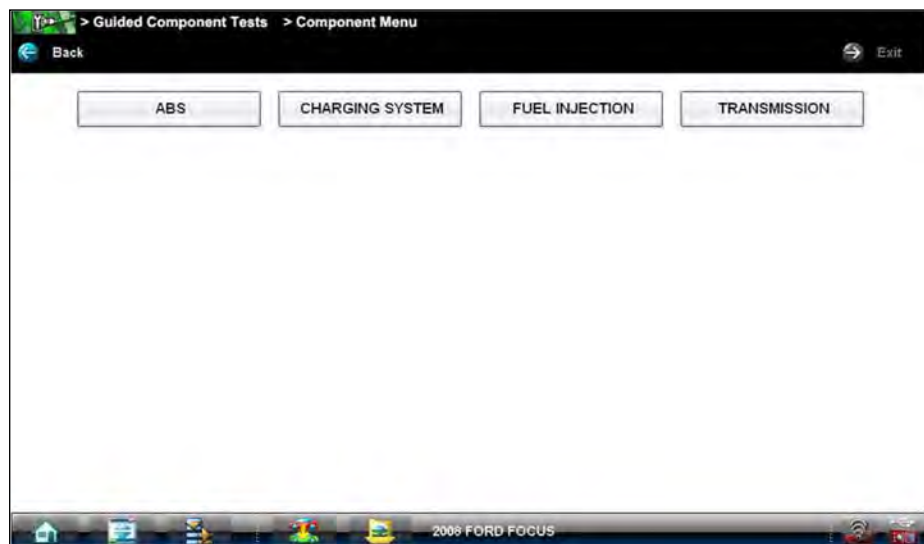 > Guided Component Tests > Component Menu
Back Exit
ABS CHARGING SYSTEM FUEL INJECTION TRANSMISSION
2008 FORD FOCUS